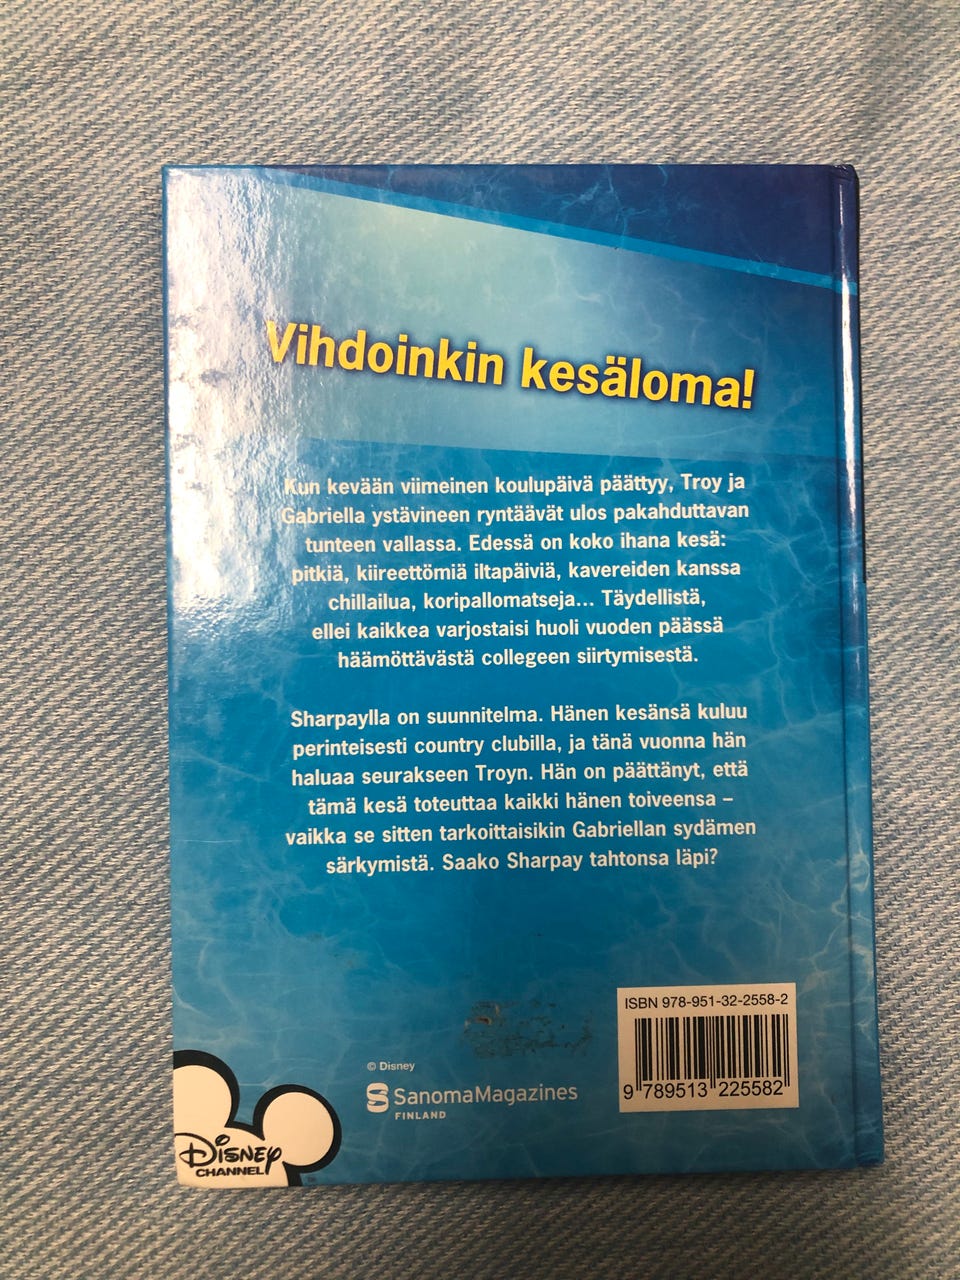 Vihdoinkin kesäloma!
Kun kevään viimeinen koulupäivä päättyy, Troy ja
Gabriella ystävineen ryntäävät ulos pakahduttavan
tunteen vallassa. Edessä on koko ihana kesä:
pitkiä, kiireettömiä iltapäiviä, kavereiden kanssa
chillailua, koripallomatseja... Täydellistä,
ellei kaikkea varjostaisi huoli vuoden päässä
häämöttävästä collegeen siirtymisestä.
Sharpaylla on suunnitelma. Hänen kesänsä kuluu
perinteisesti country clubilla, ja tänä vuonna hän
haluaa seurakseen Troyn. Hän on päättänyt, että
tämä kesä toteuttaa kaikki hänen toiveensa –
vaikka se sitten tarkoittaisikin Gabriellan sydämen
särkymistä. Saako Sharpay tahtonsa läpi?
ISBN 978-951-32-2558-2
9 789513 225582
© Disney
SanomaMagazines
FINLAND
DISNEY
CHANNEL